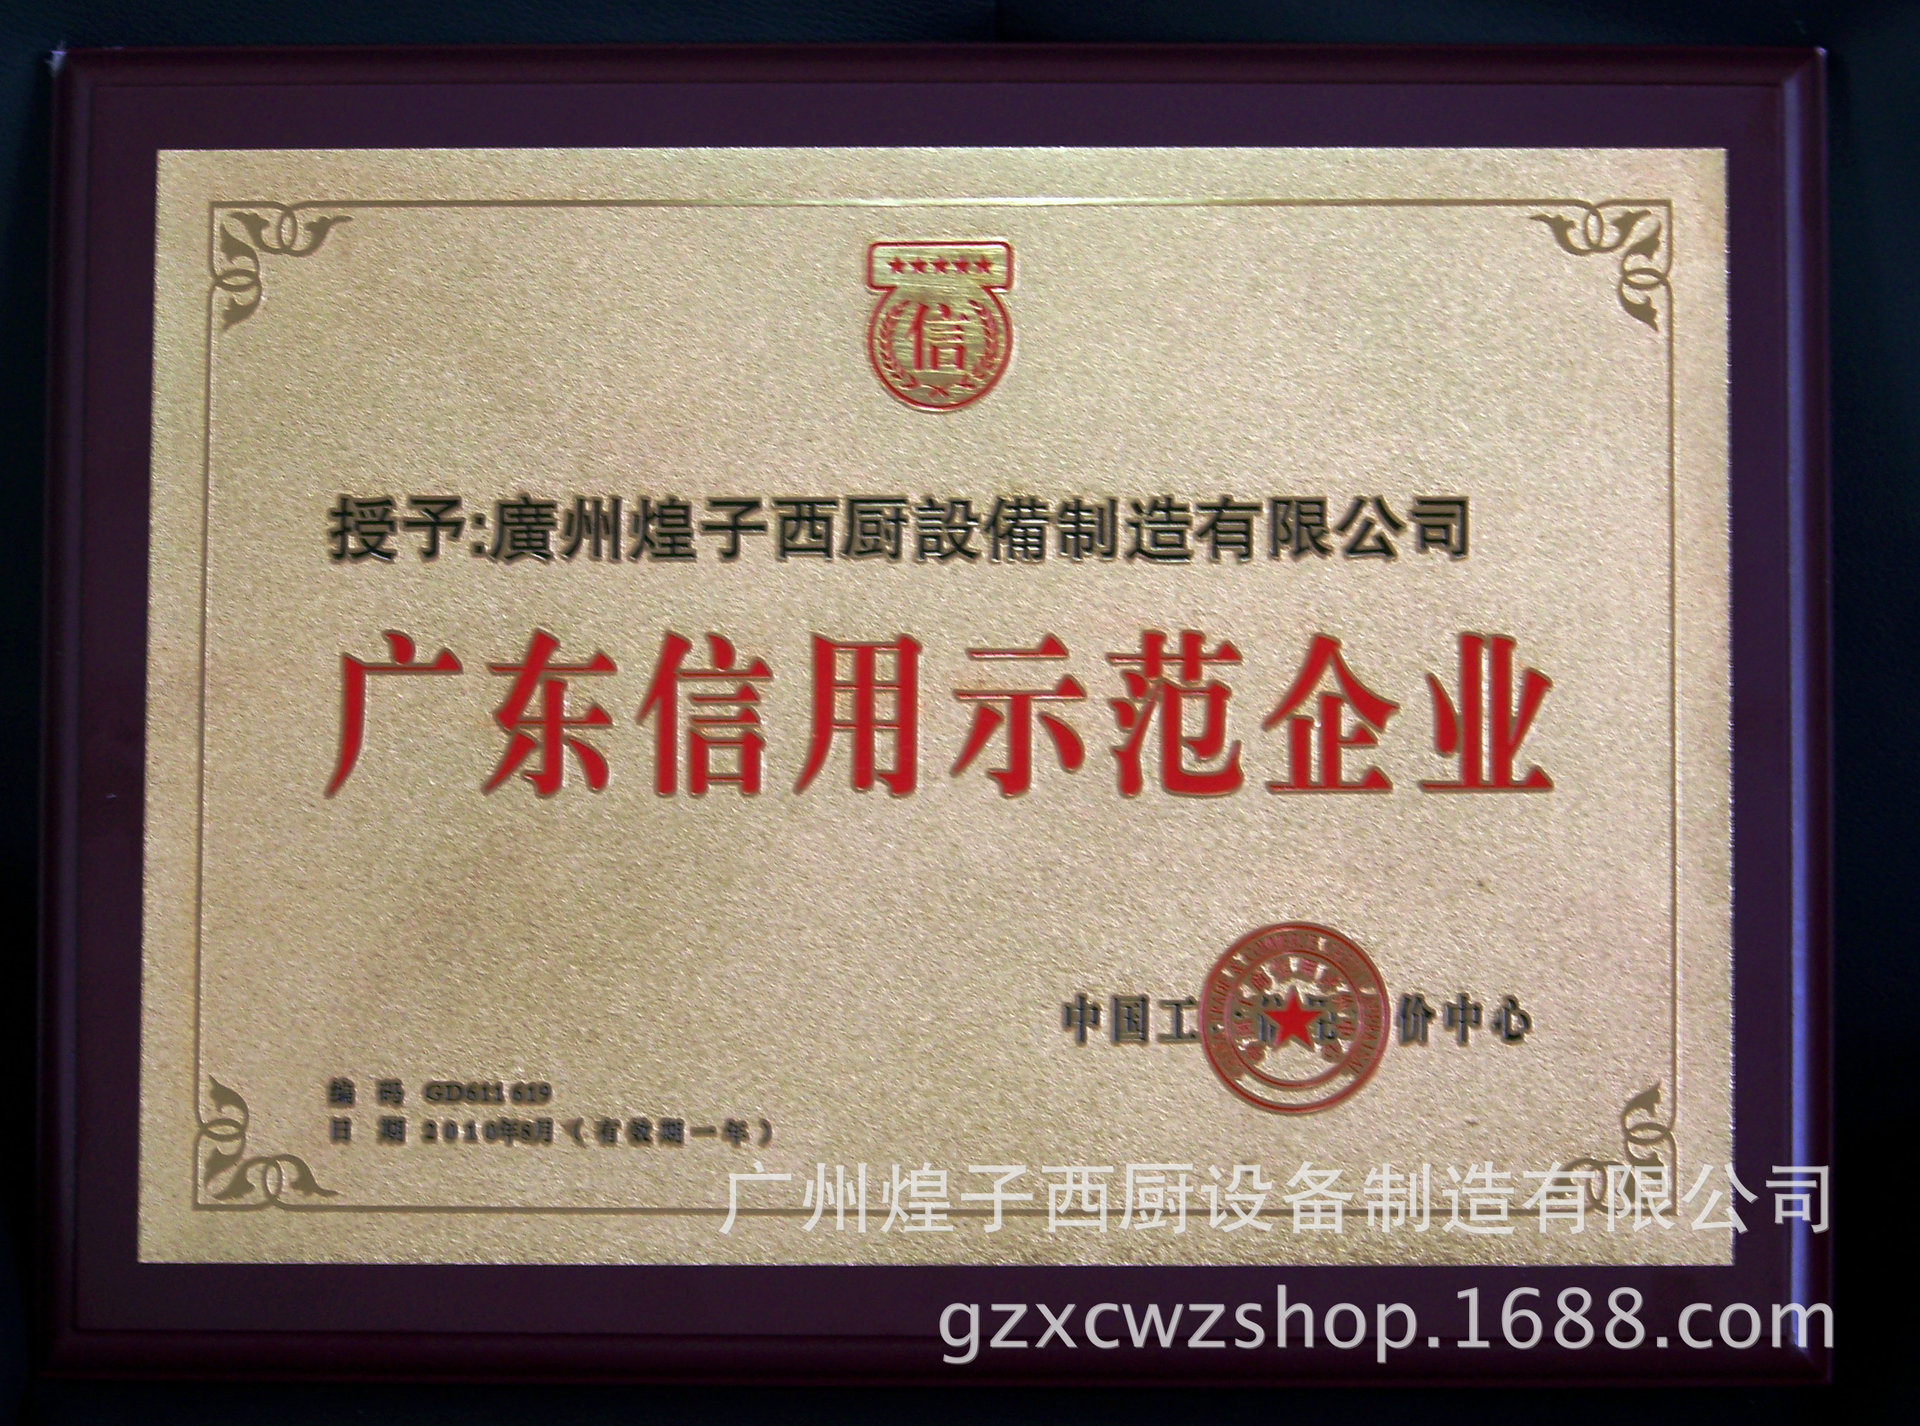 信
授予:廣州煌子西厨設備制造有限公司
广东信用示范企业
中国工 价中心
编 码 GD611 619
日 期 2010年8月（有效期一年）
广州煌子西厨设备制造有限公司
gzxcwzshop.1688.com